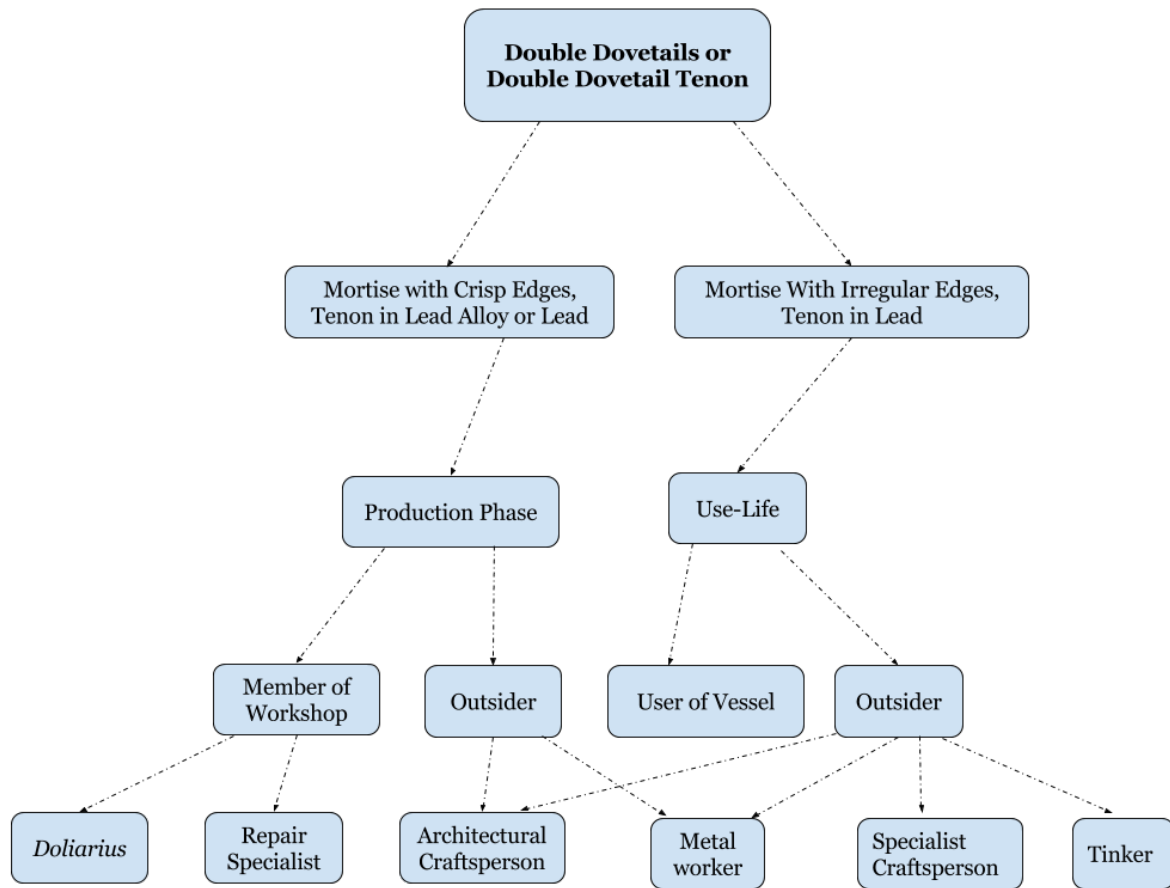 Double Dovetails or
Double Dovetail Tenon
Mortise with Crisp Edges,
Tenon in Lead Alloy or Lead
Mortise With Irregular Edges,
Tenon in Lead
Production Phase
Use-Life
Member of
Workshop
Outsider
User of Vessel
Outsider
Doliarius
Repair
Specialist
Architectural
Craftsperson
Metal
worker
Specialist
Craftsperson
Tinker